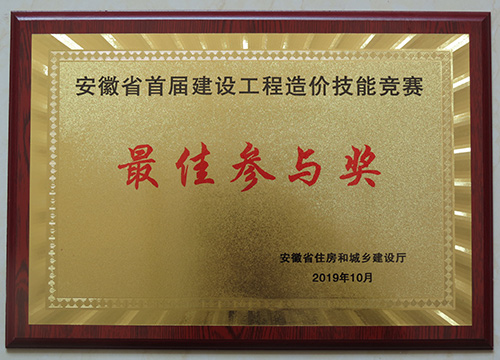 安徽省首届建设工程造价技能竞赛
最佳参与奖
安徽省住房和城乡建设厅
2019年10月